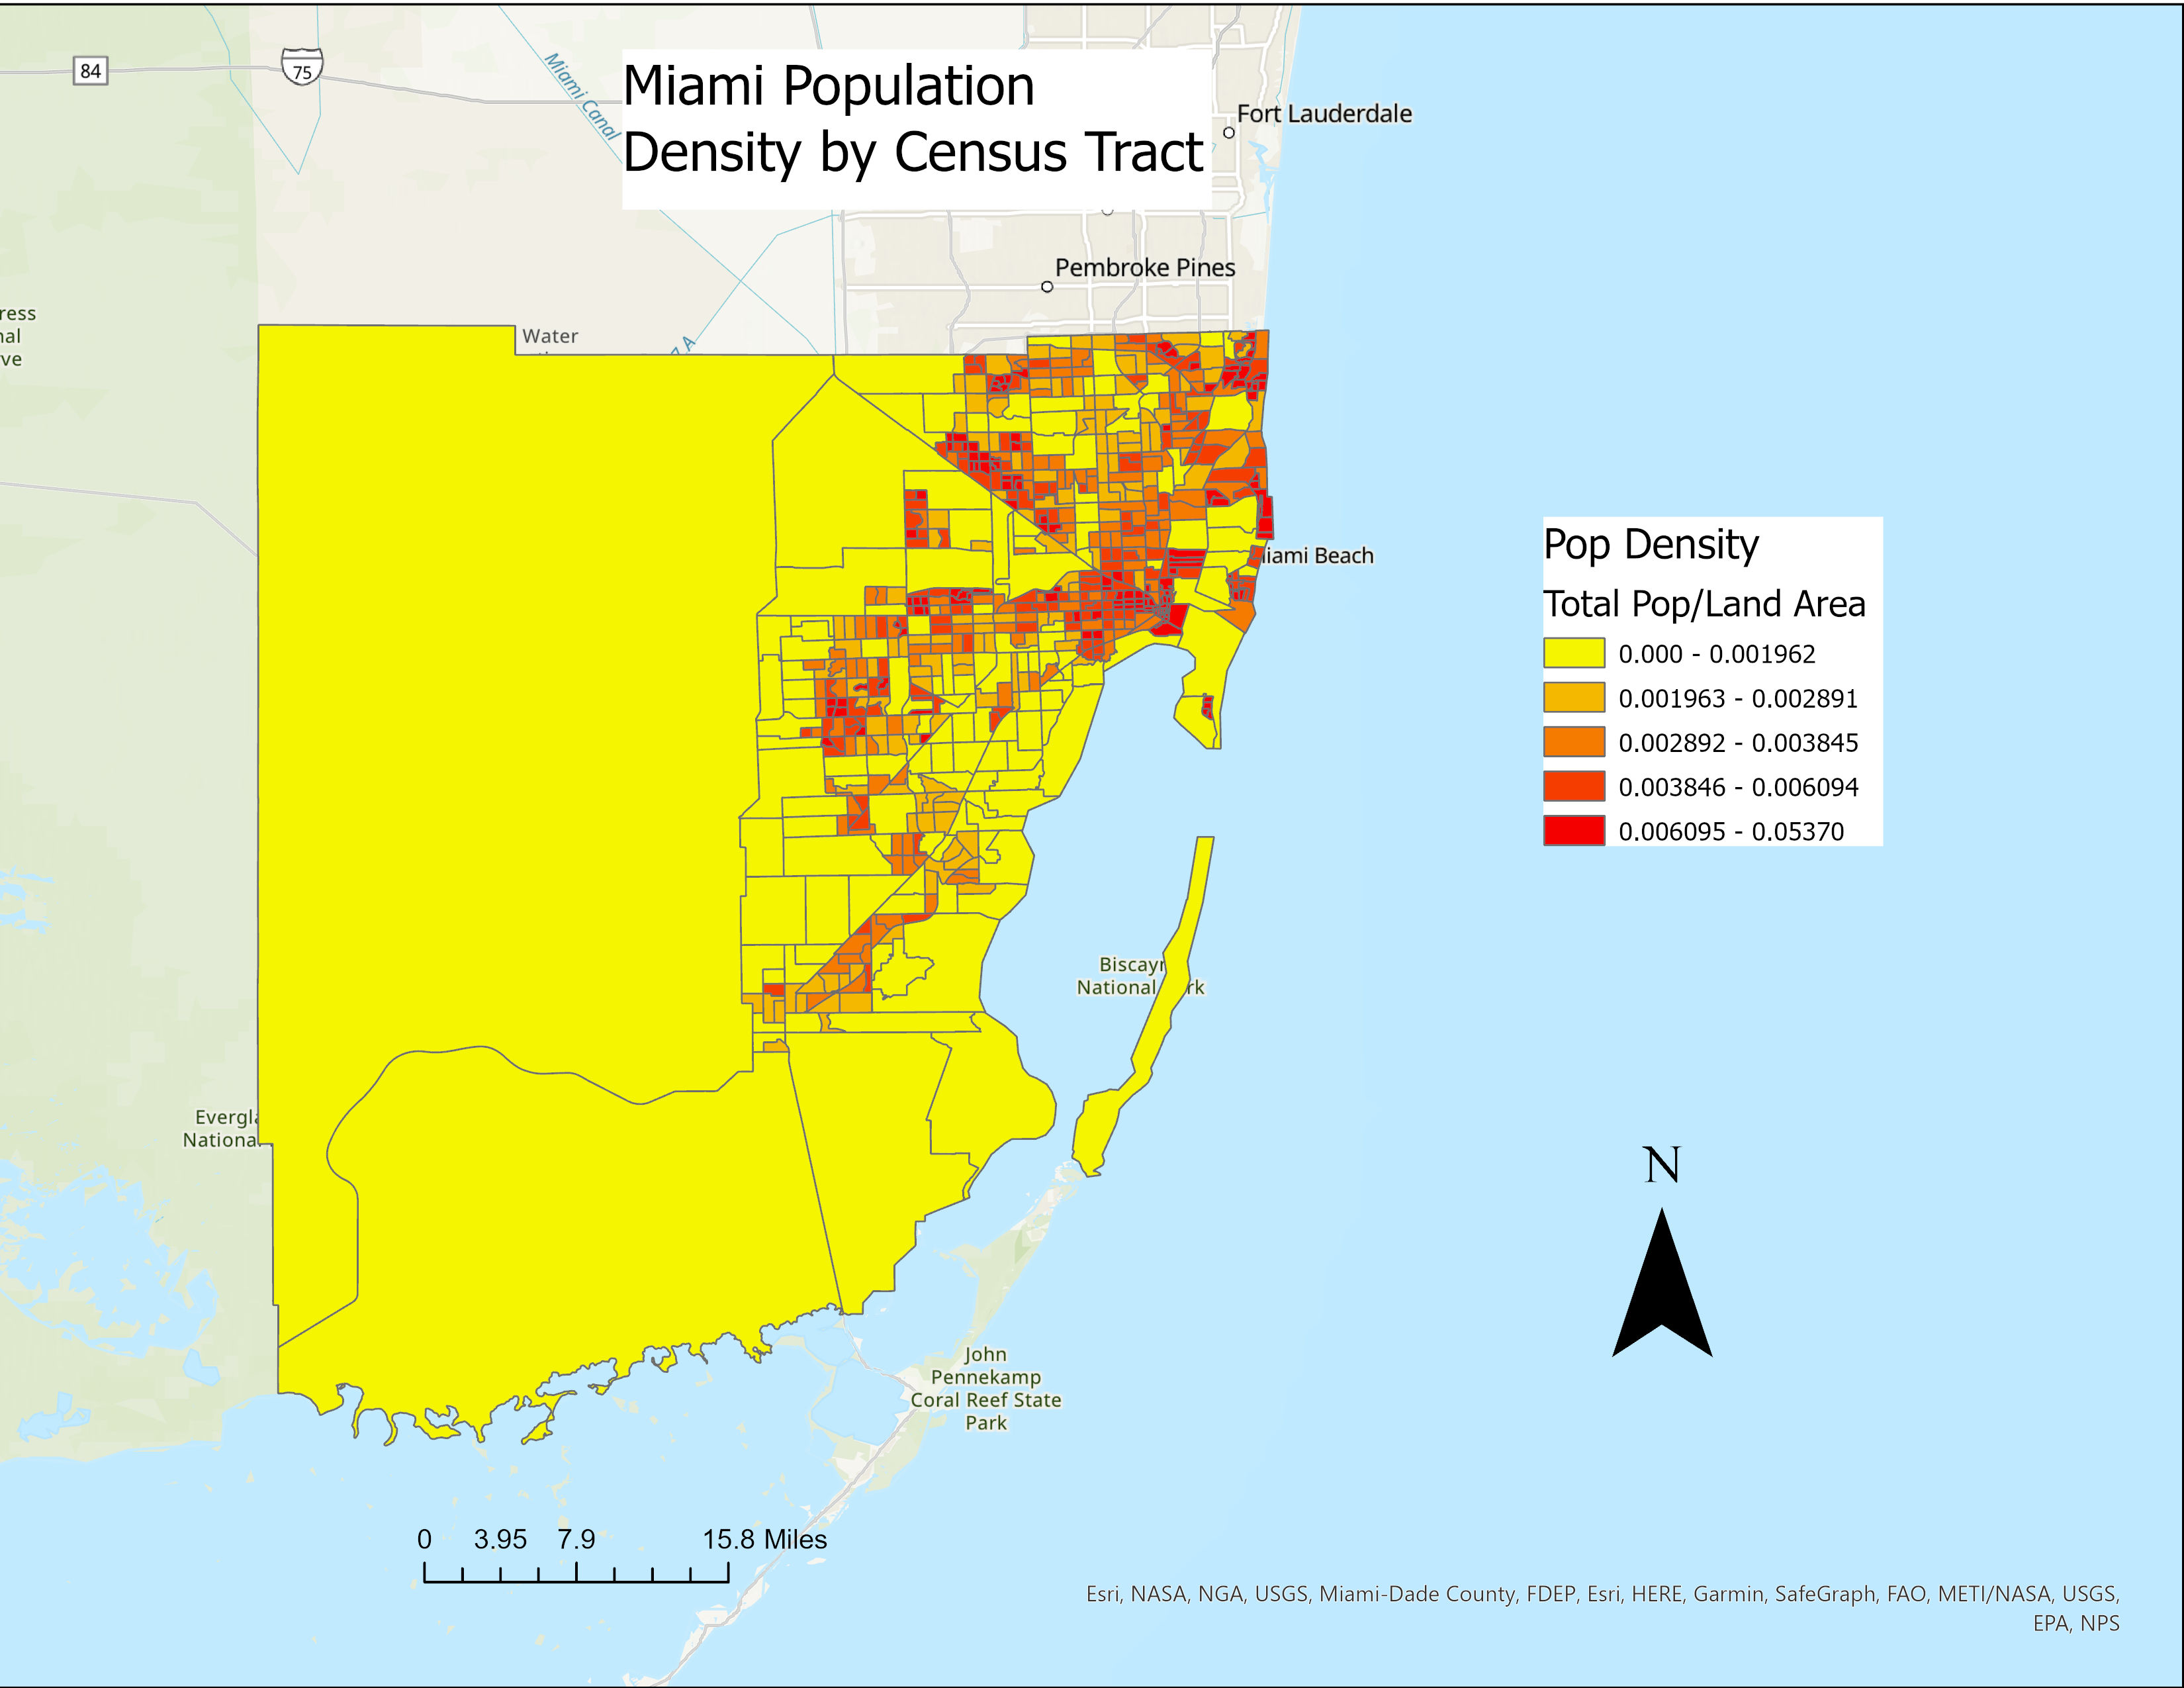 84
75
Miami Canal
Miami Population
Density by Census Tract
Fort Lauderdale
Pembroke Pines
ress
nal
ve
Water
7 A
iami Beach
Pop Density
Total Pop/Land Area
0.000 - 0.001962
0.001963 - 0.002891
0.002892 - 0.003845
0.003846 - 0.006094
0.006095 - 0.05370
Biscayn
National rk
N
Evergla
National
John
Pennekamp
Coral Reef State
Park
0 3.95 7.9 15.8 Miles
Esri, NASA, NGA, USGS, Miami-Dade County, FDEP, Esri, HERE, Garmin, SafeGraph, FAO, METI/NASA, USGS,
EPA, NPS